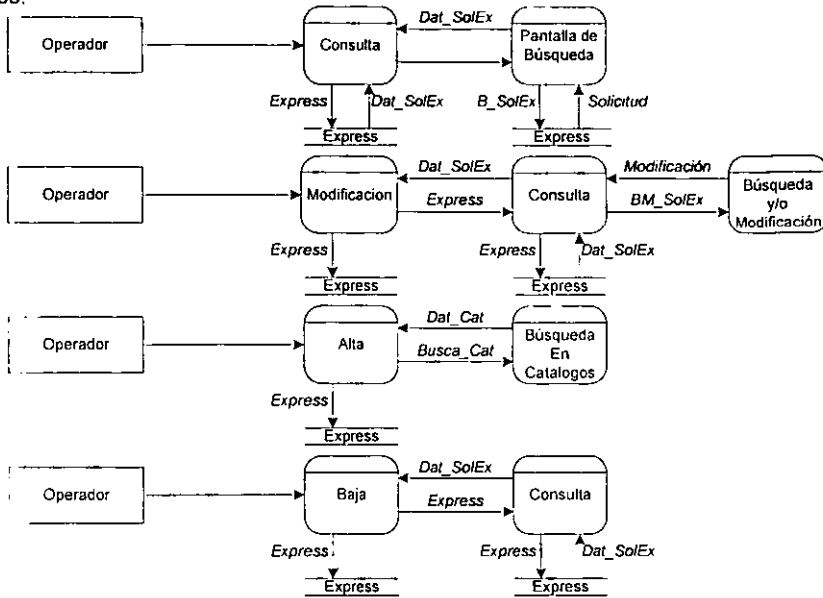 Operador
Consulta
Dat_SolEx
Pantalla de
Búsqueda
Express
Dat_SolEx
B_SolEx
Solicitud
Express
Express
Operador
Modificacion
Dat_SolEx
Express
Consulta
Modificación
BM_SolEx
Búsqueda
y/o
Modificación
Express
Express
Dat_SolEx
Express
Express
Operador
Alta
Dat_Cat
Busca_Cat
Búsqueda
En
Catalogos
Express
Express
Operador
Baja
Dat_SolEx
Express
Consulta
Express
Express
Dat_SolEx
Express
Express